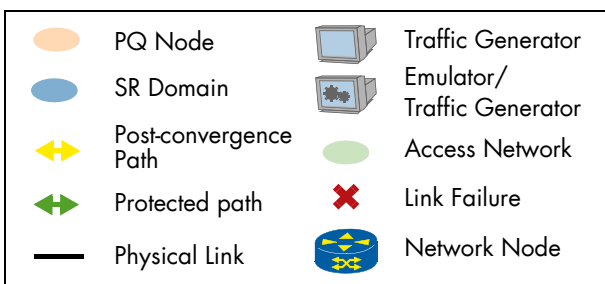 PQ Node
SR Domain
Post-convergence
Path
Protected path
Physical Link
Traffic Generator
Emulator/
Traffic Generator
Access Network
Link Failure
Network Node